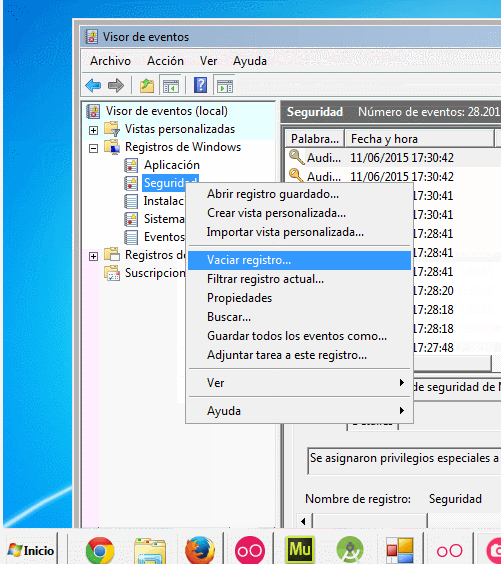 Visor de eventos
Archivo Acción Ver Ayuda
Visor de eventos (local)
Vistas personalizadas
Registros de Windows
Aplicación
Seguridad
Instalac
Sistema
Eventos
Registros d
Suscripcion
Seguridad Número de eventos: 28.201
Palabra... Fecha y hora
Audi... 11/06/2015 17:30:42
Audi... 11/06/2015 17:30:42
17:30:41
17:30:41
17:28:41
17:28:41
17:28:41
17:28:20
17:28:18
17:28:18
17:27:48
Abrir registro guardado...
Crear vista personalizada...
Importar vista personalizada...
Vaciar registro...
Filtrar registro actual...
Propiedades
Buscar...
Guardar todos los eventos como...
Adjuntar tarea a este registro...
Ver
Ayuda
de seguridad de
Se asignaron privilegios especiales a
Nombre de registro: Seguridad
Inicio
Mu